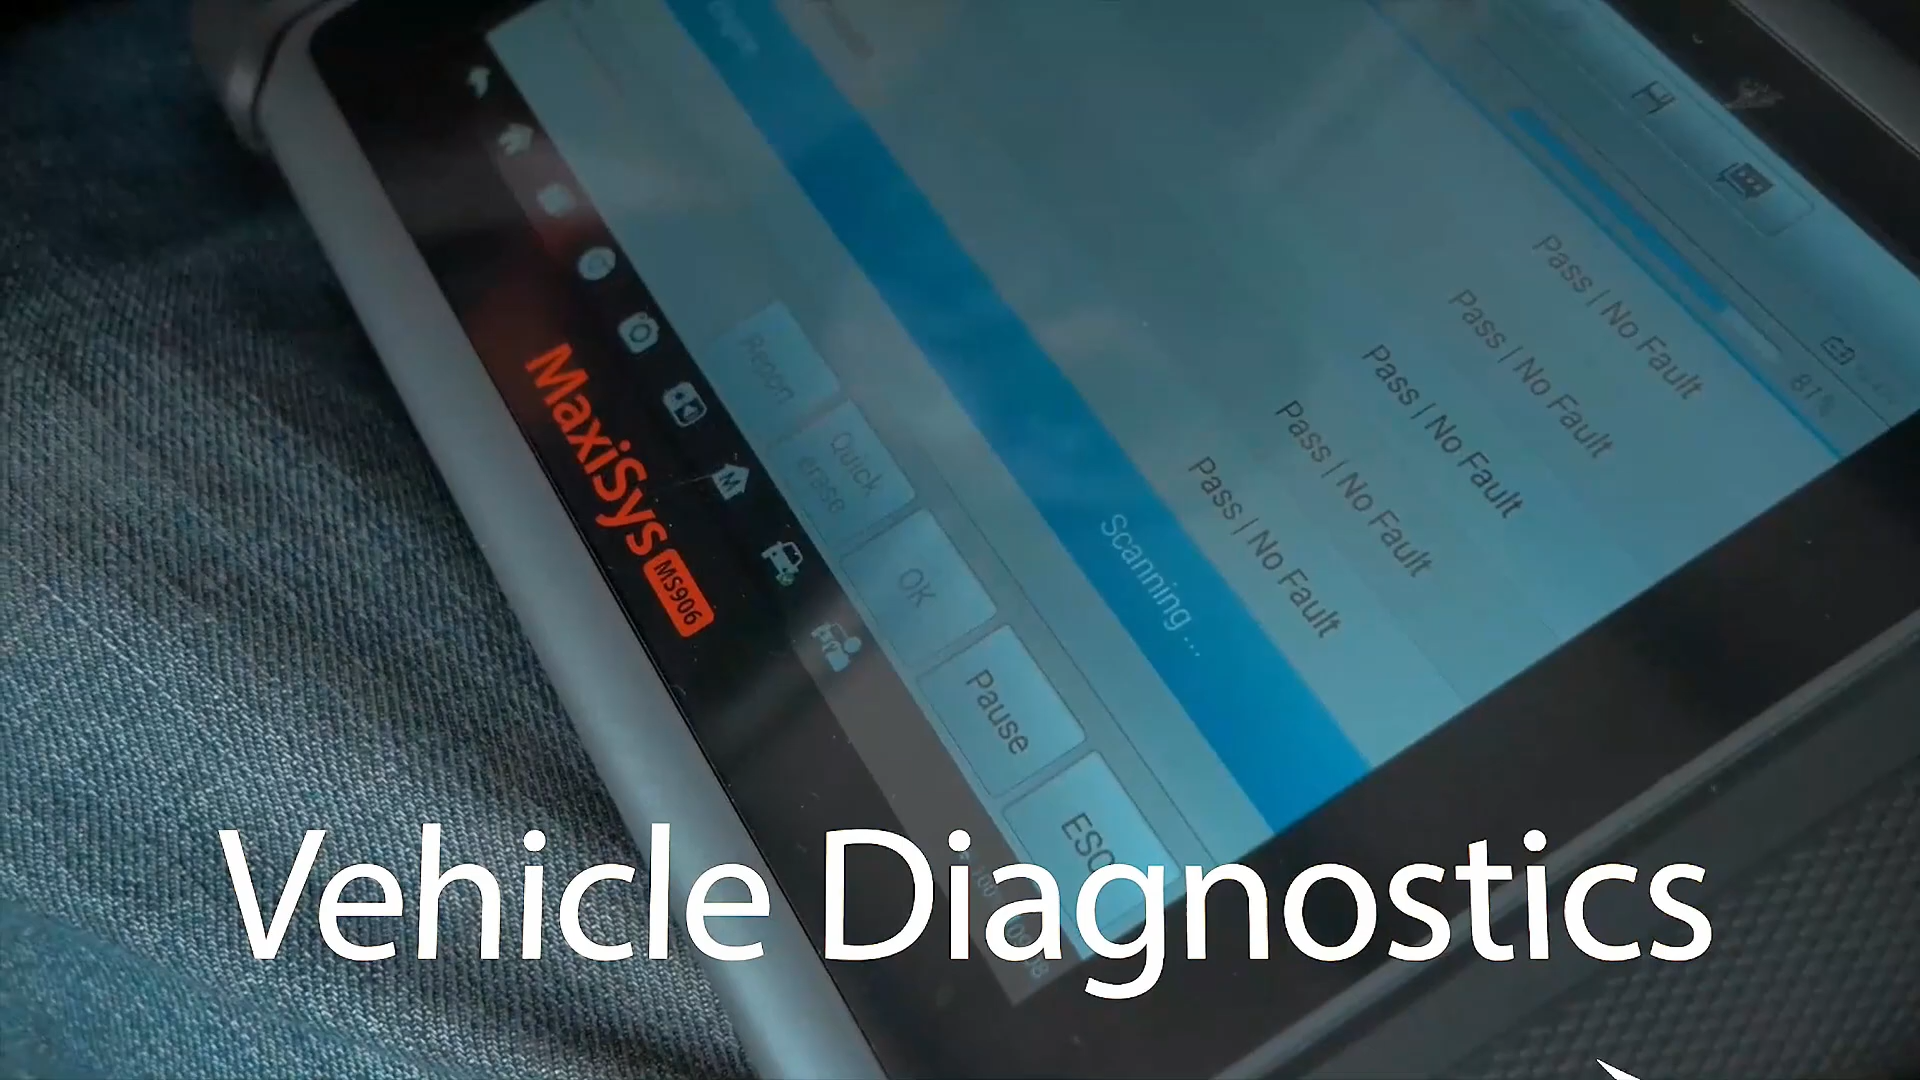 81%
Pass | No Fault
Pass | No Fault
Pass | No Fault
Pass | No Fault
Pass | No Fault
Scanning ...
Report
Quick
erase
OK
Pause
ESC
MaxiSys MS906
Vehicle Diagnostics